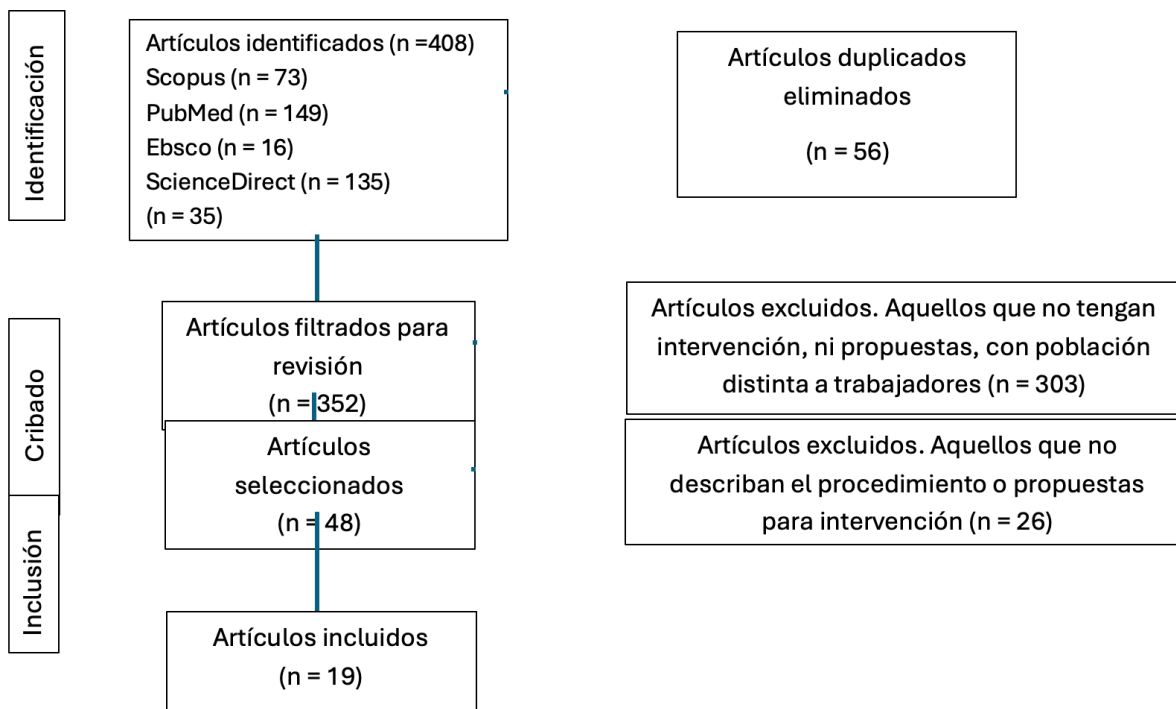 Identificación
Artículos identificados (n =408)
Scopus (n = 73)
PubMed (n = 149)
Ebsco (n = 16)
ScienceDirect (n = 135)
(n = 35)
Artículos duplicados
eliminados
(n = 56)
Cribado
Artículos filtrados para
revisión
(n = 352)
Artículos excluidos. Aquellos que no tengan
intervención, ni propuestas, con población
distinta a trabajadores (n = 303)
Artículos
seleccionados
(n = 48)
Artículos excluidos. Aquellos que no
describan el procedimiento o propuestas
para intervención (n = 26)
Inclusión
Artículos incluidos
(n = 19)